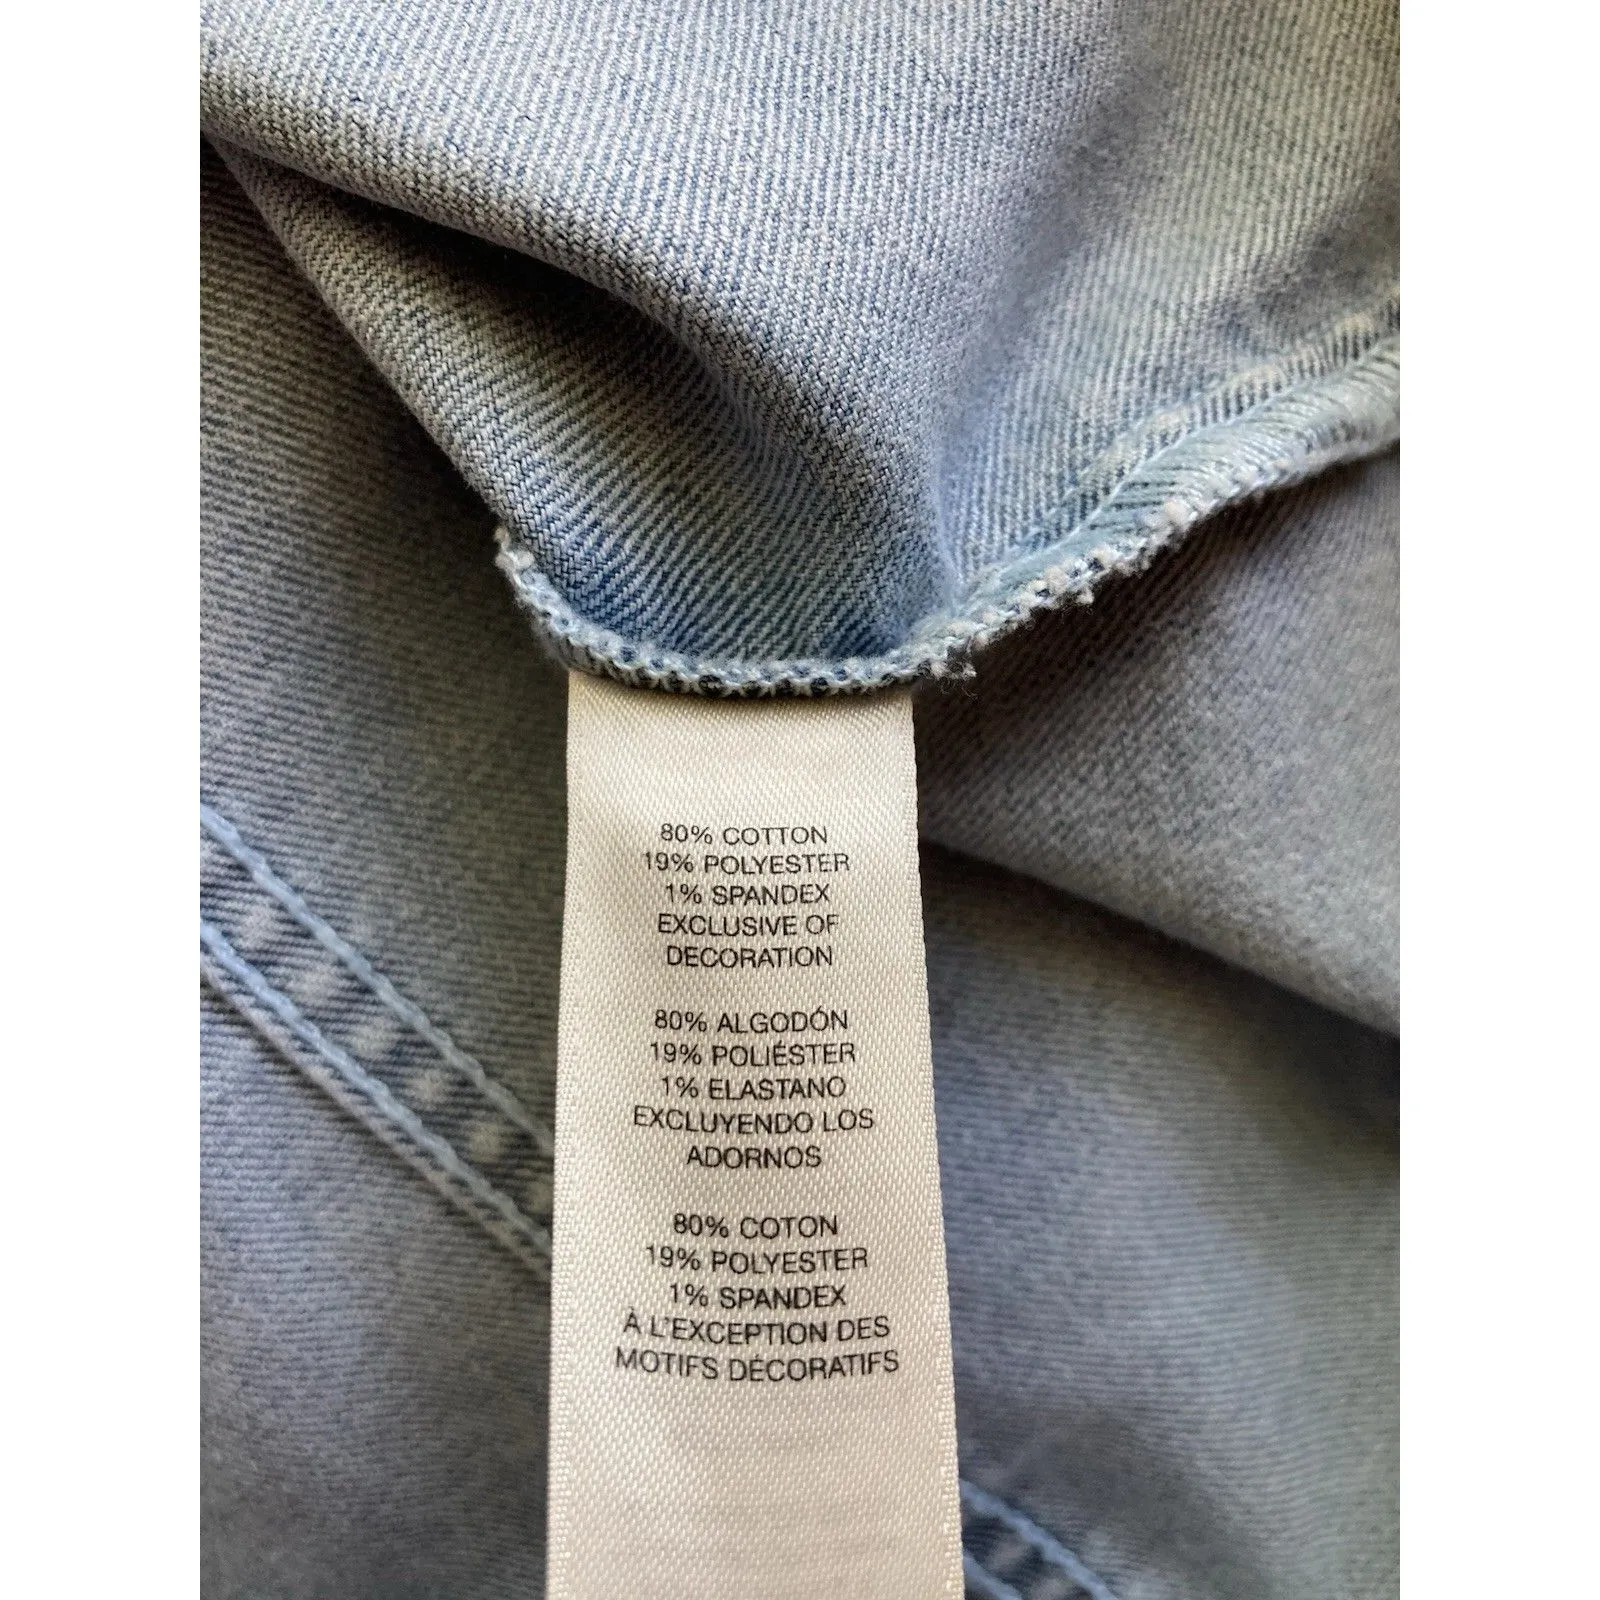 80% COTTON
19% POLYESTER
1% SPANDEX
EXCLUSIVE OF
DECORATION
80% ALGODÓN
19% POLIÉSTER
1% ELASTANO
EXCLUYENDO LOS
ADORNOS
80% COTON
19% POLYESTER
1% SPANDEX
À L'EXCEPTION DES
MOTIFS DÉCORATIFS